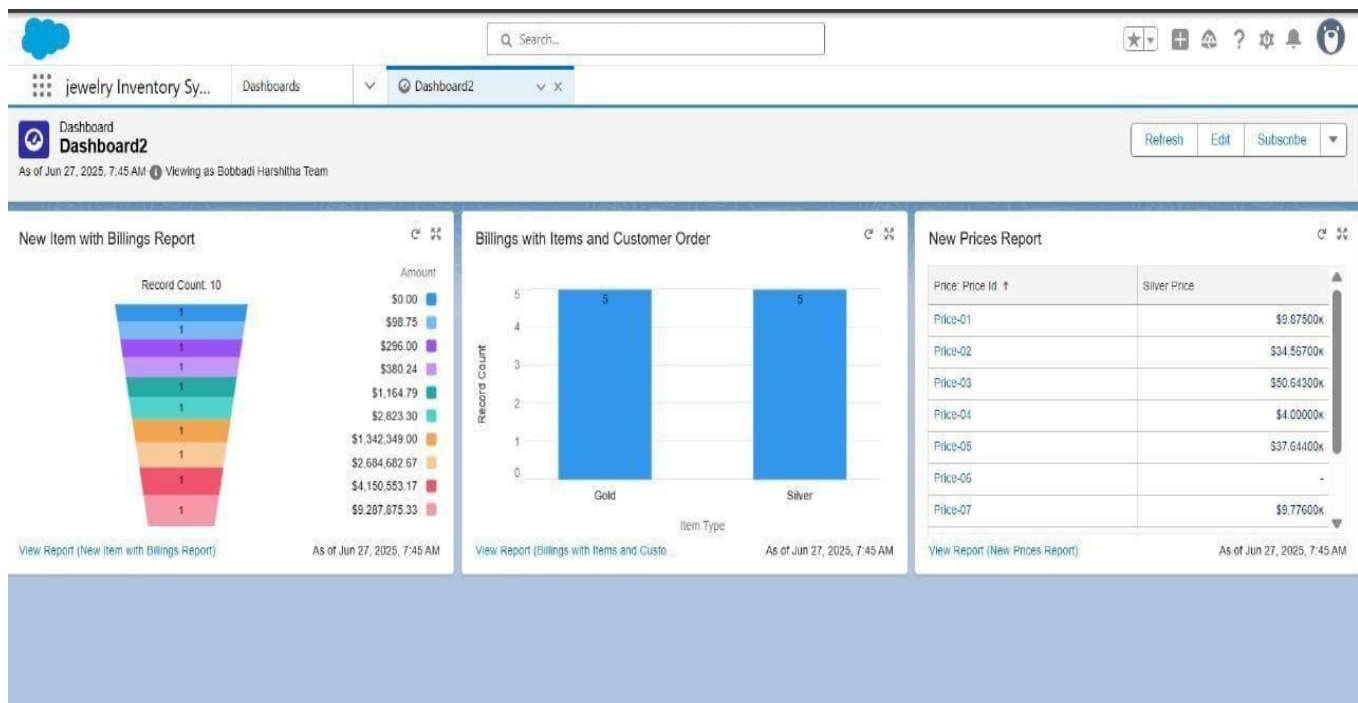 Search...
jewelry Inventory Sy...
Dashboards
Dashboard2
Dashboard
Dashboard2
As of Jun 27, 2025, 7:45 AM Viewing as Bobbadi Harshitha Team
Refresh
Edit
Subscribe
New Item with Billings Report
Record Count: 10
Amount
1
1
1
1
1
1
1
1
1
1
$0.00
$98.75
$296.00
$380.24
$1,164.79
$2,823.30
$1,342,349.00
$2,684,682.67
$4,150,553.17
$9,287,875.33
View Report (New Item with Billings Report)
As of Jun 27, 2025, 7:45 AM
Billings with Items and Customer Order
Record Count
5
4
3
2
1
0
5
5
Gold
Silver
Item Type
View Report (Billings with Items and Custo...
As of Jun 27, 2025, 7:45 AM
New Prices Report
Price: Price Id ↑ Silver Price
Price-01 $9.87500K
Price-02 $34.56700K
Price-03 $50.64300K
Price-04 $4.00000K
Price-05 $37.64400K
Price-06 -
Price-07 $9.77600K
View Report (New Prices Report)
As of Jun 27, 2025, 7:45 AM